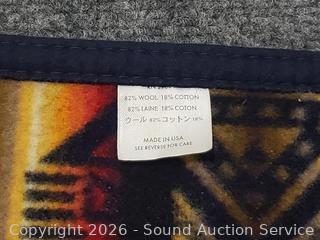 82% WOOL 18% COTTON
82% LAINE 18% COTON
ウール 82% コットン 18%
MADE IN USA
SEE REVERSE FOR CARE
Copyright 2026 - Sound Auction Service